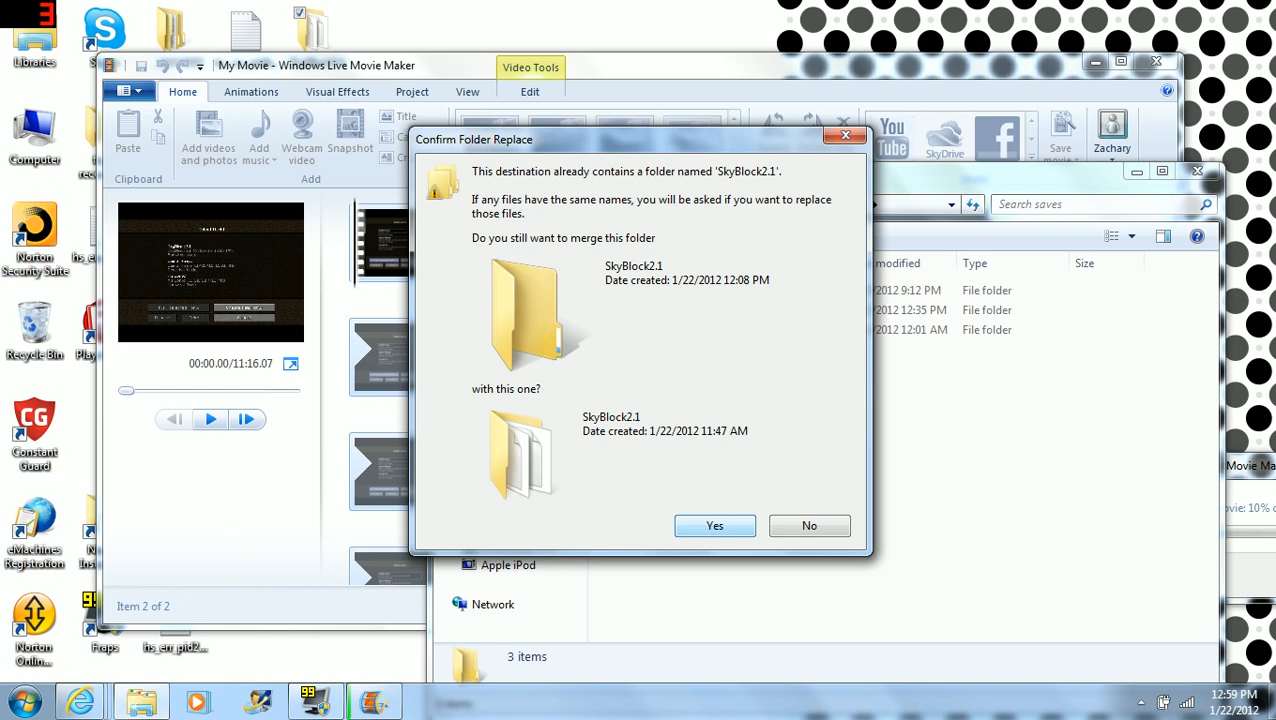 3
Libraries
Computer
Norton
Security Suite
Recycle Bin
CG
Constant
Guard
eMachines
Registration
Norton
Onlin...
Fraps
hs_err_pid2...
My Movie - Windows Live Movie Maker
Video Tools
Home
Animations
Visual Effects
Project
View
Edit
Paste
Add videos
and photos
Add
music
Webcam
video
Snapshot
Title
Clipboard
Add
You
Tube
SkyDrive
Save
movie
Zachary
00:00.00/11:16.07
Item 2 of 2
Confirm Folder Replace
This destination already contains a folder named 'SkyBlock2.1'.
If any files have the same names, you will be asked if you want to replace
those files.
Do you still want to merge this folder
SkyBlock2.1
Date created: 1/22/2012 12:08 PM
with this one?
SkyBlock2.1
Date created: 1/22/2012 11:47 AM
Yes
No
Search saves
modified
Type
Size
2012 9:12 PM
File folder
2012 12:35 PM
File folder
2012 12:01 AM
File folder
Apple iPod
Network
3 items
Movie Ma
ovie: 10% c
99
12:59 PM
1/22/2012